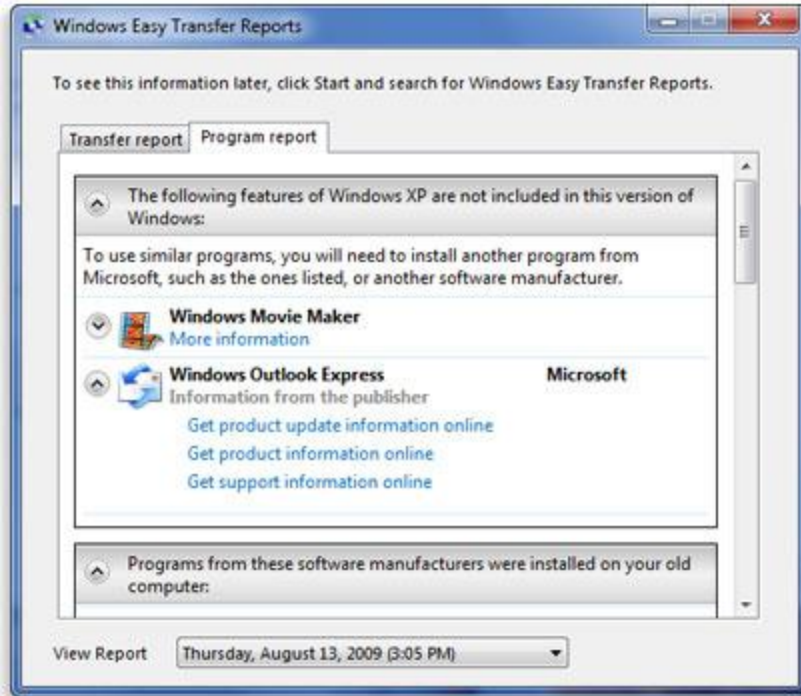 Windows Easy Transfer Reports
To see this information later, click Start and search for Windows Easy Transfer Reports.
Transfer report
Program report
The following features of Windows XP are not included in this version of
Windows:
To use similar programs, you will need to install another program from
Microsoft, such as the ones listed, or another software manufacturer.
Windows Movie Maker
More information
Windows Outlook Express Microsoft
Information from the publisher
Get product update information online
Get product information online
Get support information online
Programs from these software manufacturers were installed on your old
computer:
View Report Thursday, August 13, 2009 (3:05 PM)